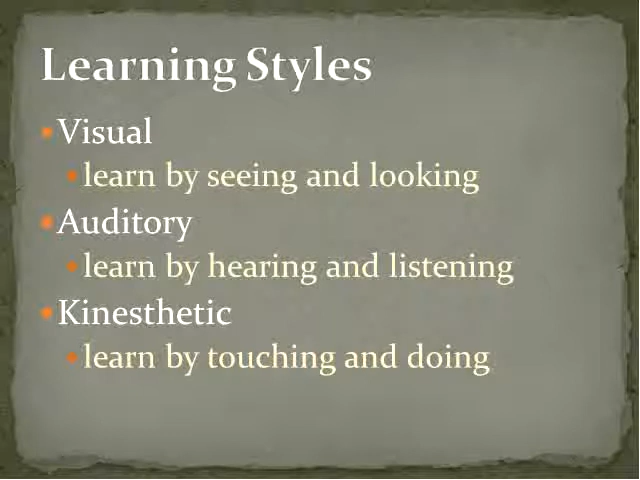 Learning Styles
•Visual
•learn by seeing and looking
•Auditory
•learn by hearing and listening
•Kinesthetic
•learn by touching and doing